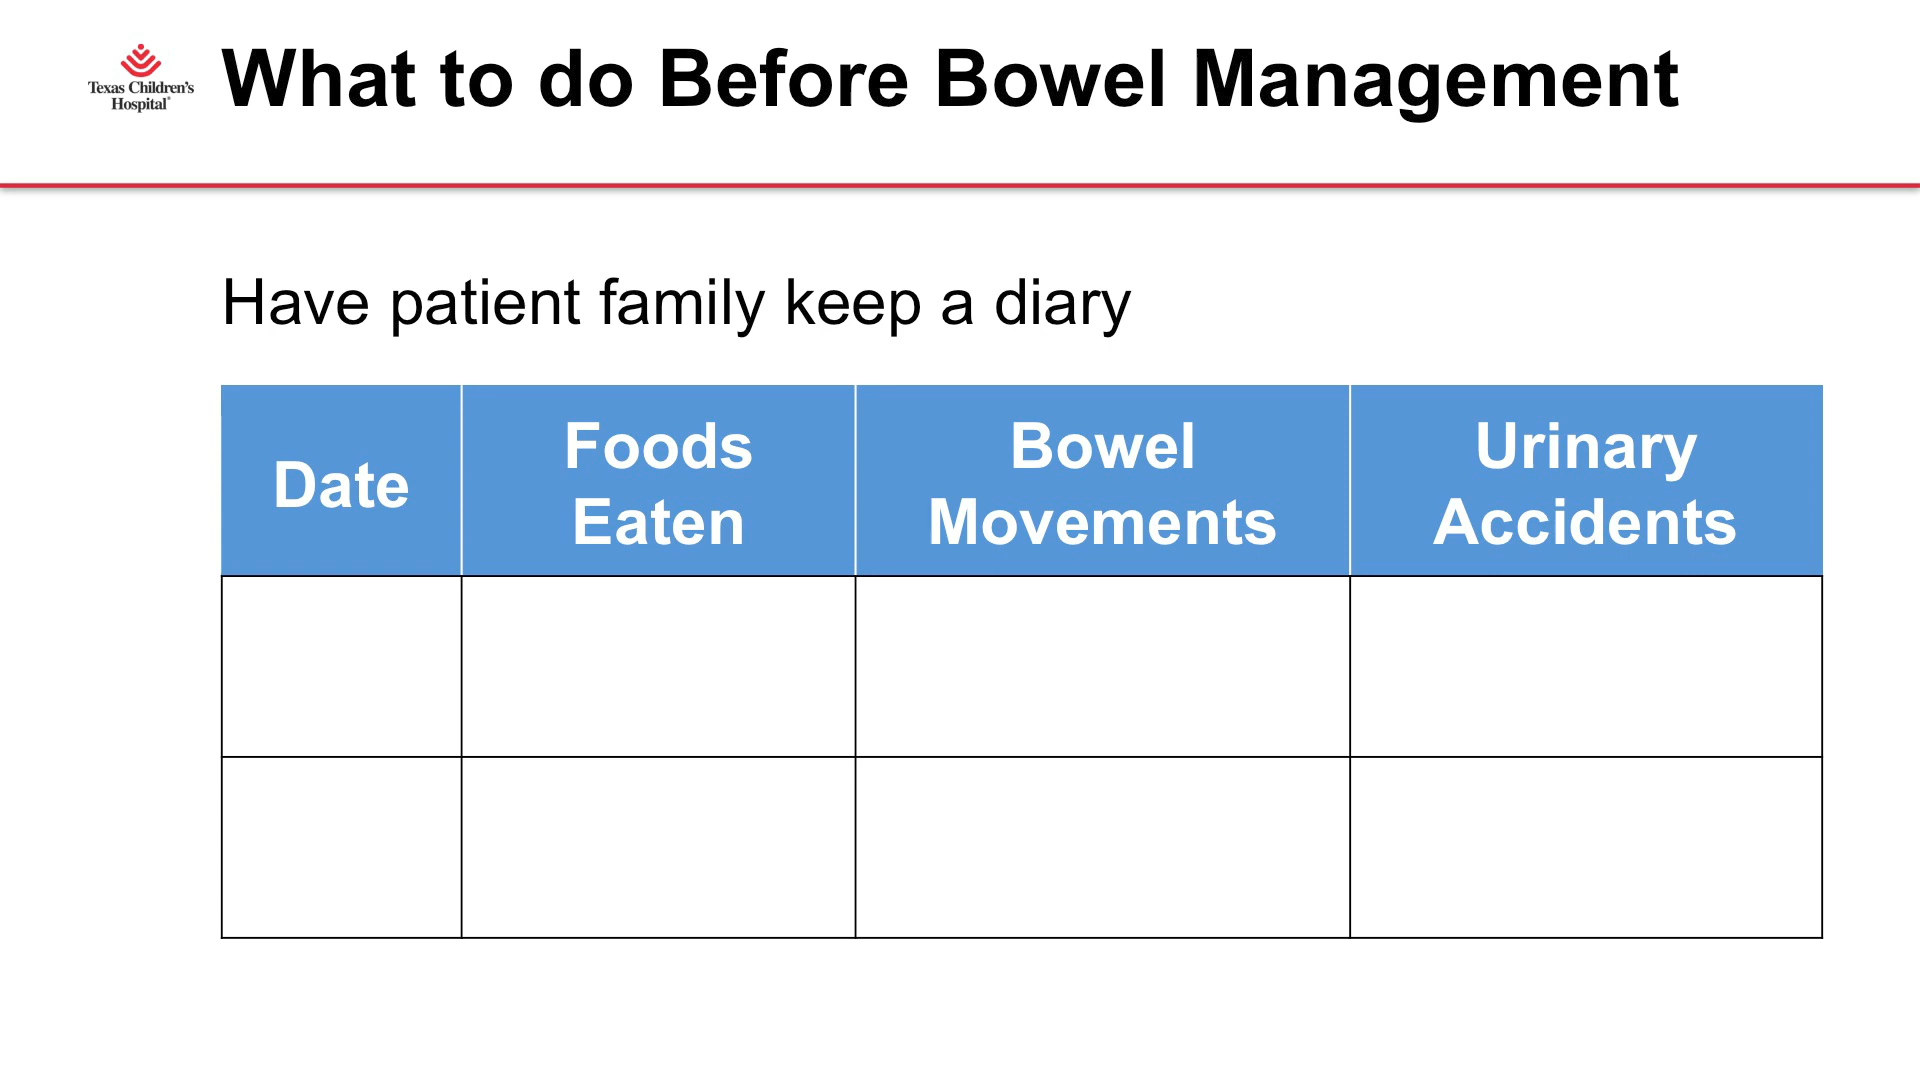 Texas Children's
Hospital®
What to do Before Bowel Management
Have patient family keep a diary
Date
Foods
Eaten
Bowel
Movements
Urinary
Accidents